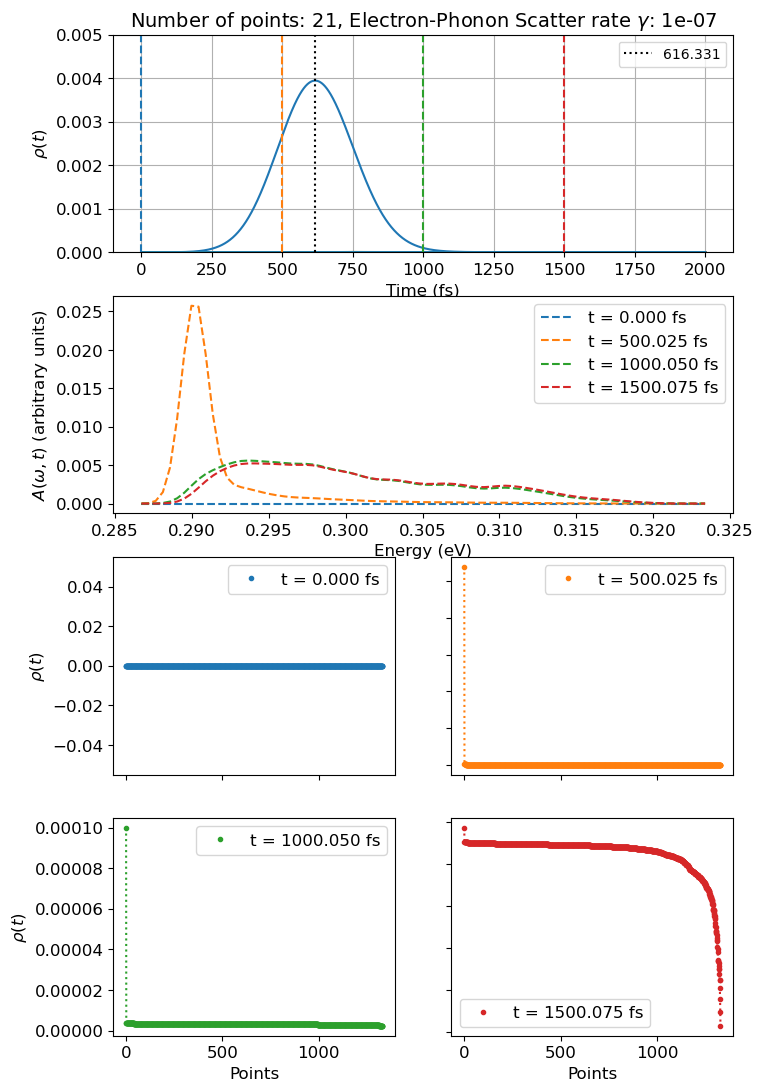 Number of points: 21, Electron-Phonon Scatter rate γ: 1e-07
0.005
0.004
0.003
0.002
0.001
0.000
ρ(t)
616.331
0 250 500 750 1000 1250 1500 1750 2000
Time (fs)
0.025
0.020
0.015
0.010
0.005
0.000
A(ω, t) (arbitrary units)
t = 0.000 fs
t = 500.025 fs
t = 1000.050 fs
t = 1500.075 fs
0.285 0.290 0.295 0.300 0.305 0.310 0.315 0.320 0.325
Energy (eV)
0.04
0.02
0.00
−0.02
−0.04
ρ(t)
t = 0.000 fs
t = 500.025 fs
0.00010
0.00008
0.00006
0.00004
0.00002
0.00000
ρ(t)
t = 1000.050 fs
0 500 1000
Points
t = 1500.075 fs
0 1000
Points